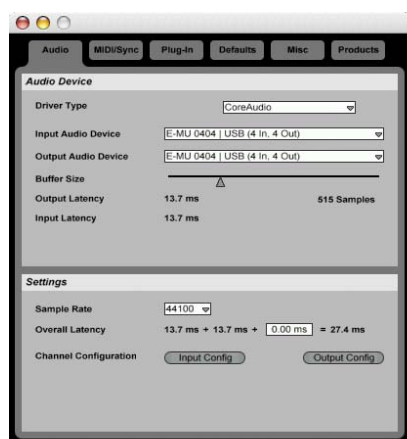 Audio MIDI/Sync Plug-In Defaults Misc Products
Audio Device
Driver Type CoreAudio
Input Audio Device E-MU 0404 | USB (4 In, 4 Out)
Output Audio Device E-MU 0404 | USB (4 In, 4 Out)
Buffer Size
Output Latency 13.7 ms 515 Samples
Input Latency 13.7 ms
Settings
Sample Rate 44100
Overall Latency 13.7 ms + 13.7 ms + 0.00 ms = 27.4 ms
Channel Configuration Input Config Output Config